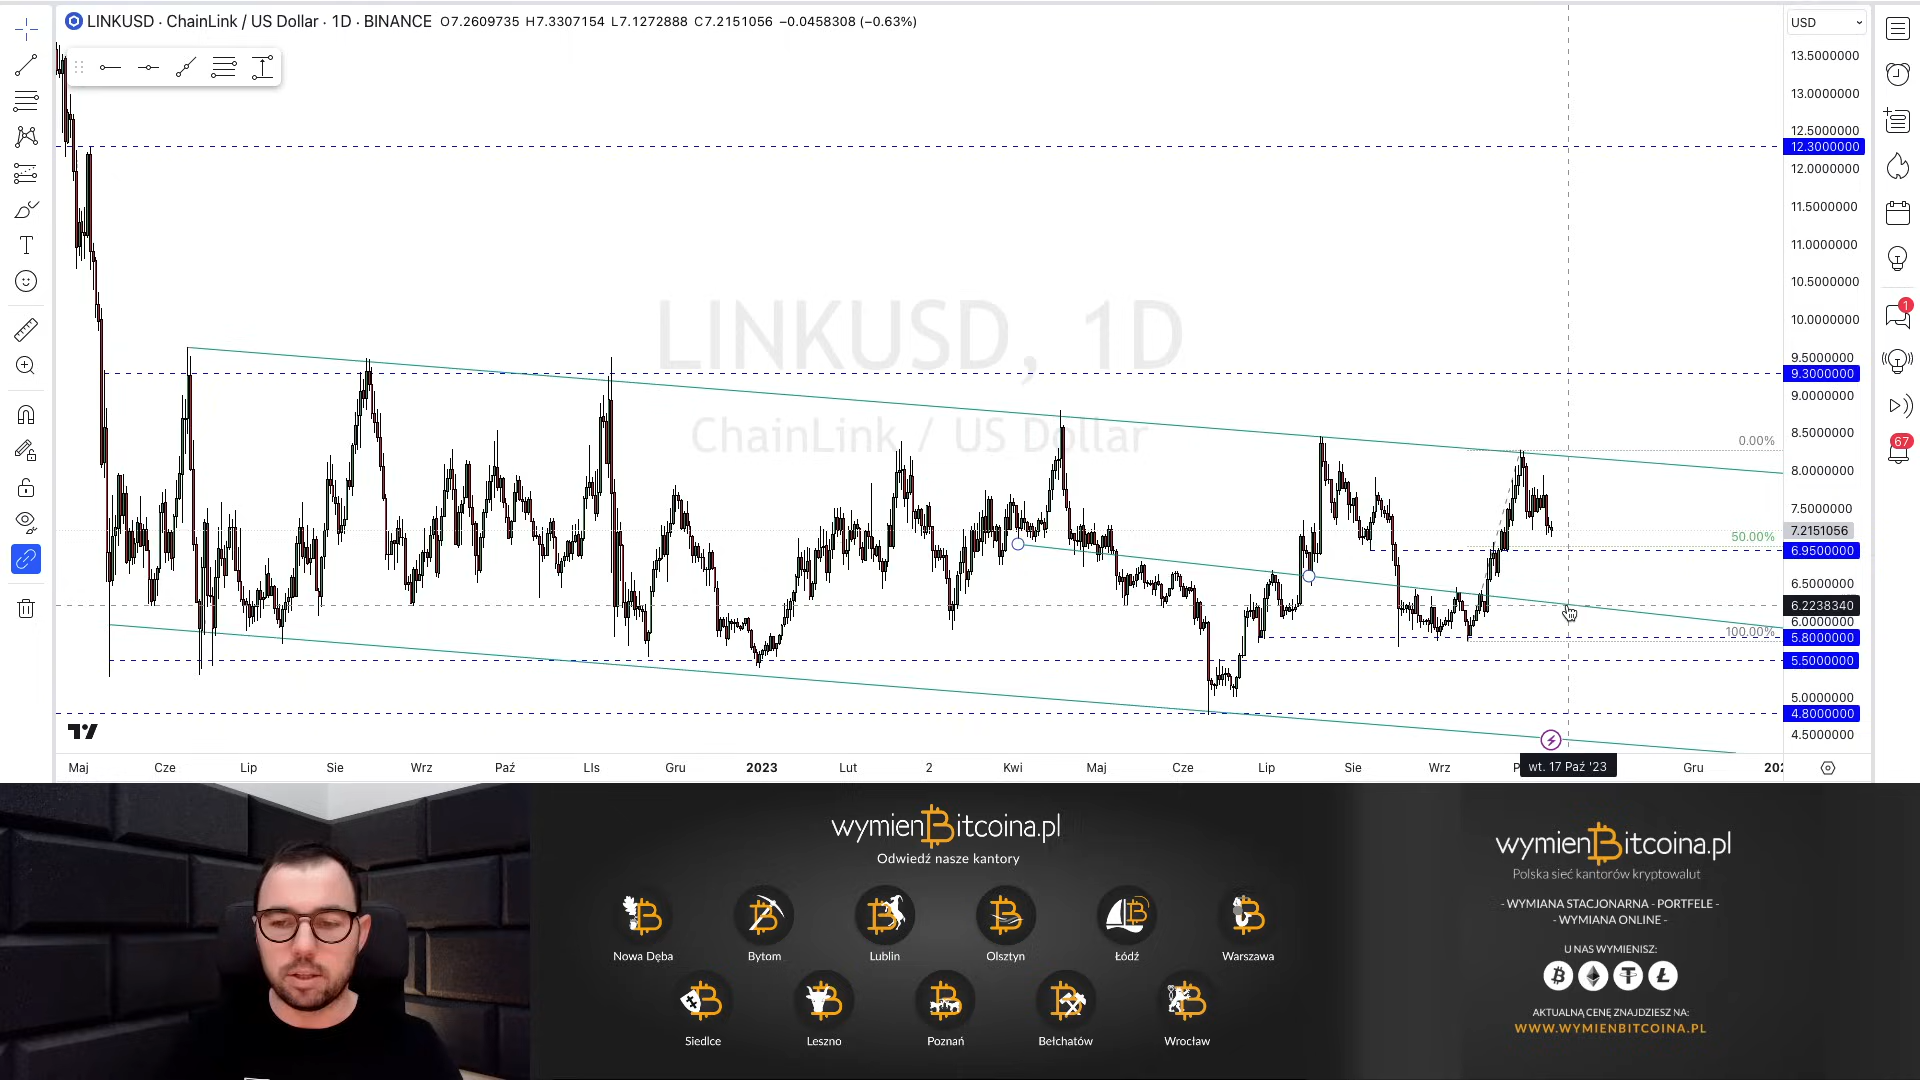 LINKUSD · ChainLink / US Dollar · 1D · BINANCE O7.2609735 H7.3307154 L7.1272888 C7.2151056 −0.0458308 (−0.63%)
USD
13.5000000
13.0000000
12.5000000
12.3000000
12.0000000
11.5000000
11.0000000
10.5000000
10.0000000
9.5000000
9.3000000
9.0000000
8.5000000
0.00%
8.0000000
7.5000000
7.2151056
50.00%
6.9500000
6.5000000
6.2238340
6.0000000
100.00%
5.8000000
5.5000000
5.0000000
4.8000000
4.5000000
LINKUSD, 1D
ChainLink / US Dollar
1
67
Maj Cze Lip Sie Wrz Paź LIs Gru 2023 Lut 2 Kwi Maj Cze Lip Sie Wrz wt. 17 Paź '23 Gru
wymienBitcoina.pl
Odwiedź nasze kantory
Nowa Dęba Bytom Lublin Olsztyn Łódź Warszawa
Siedlce Leszno Poznań Bełchatów Wrocław
wymienBitcoina.pl
Polska sieć kantorów kryptowalut
- WYMIANA STACJONARNA - PORTFELE -
- WYMIANA ONLINE -
U NAS WYMIENISZ:
AKTUALNĄ CENĘ ZNAJDZIESZ NA:
WWW.WYMIENBITCOINA.PL